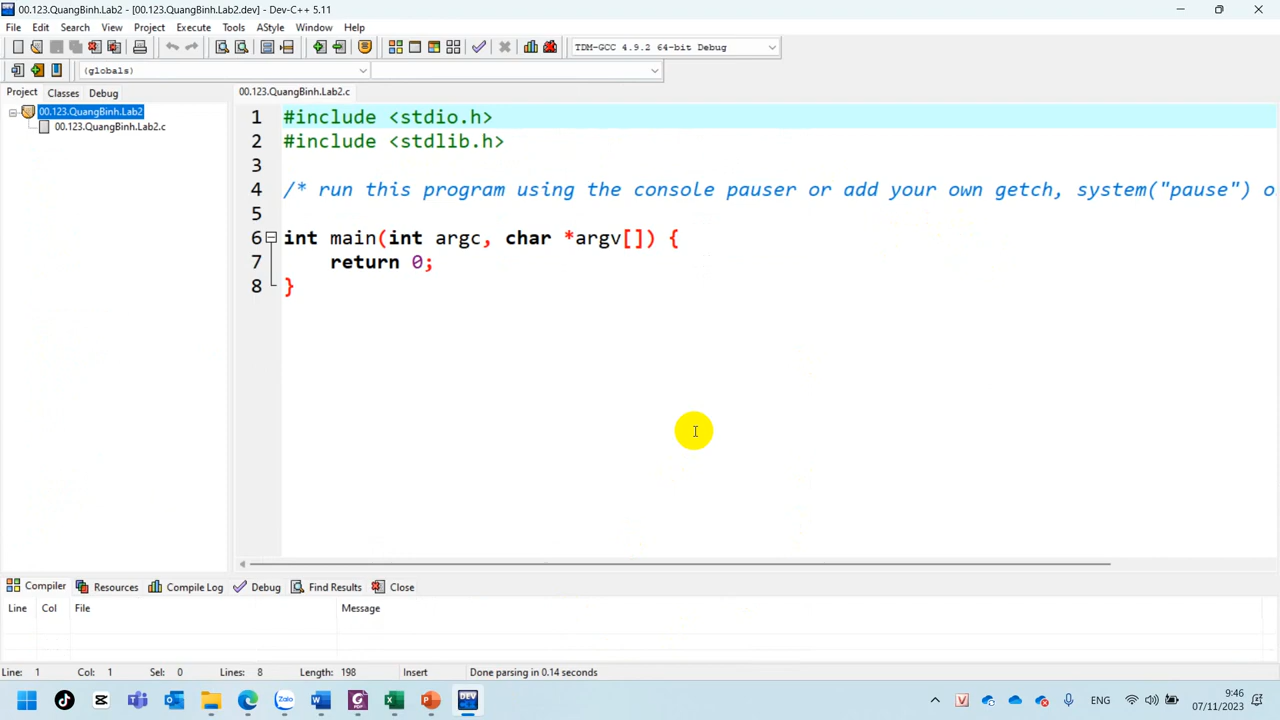 00.123.QuangBinh.Lab2 - [00.123.QuangBinh.Lab2.dev] - Dev-C++ 5.11
File Edit Search View Project Execute Tools AStyle Window Help
TDM-GCC 4.9.2 64-bit Debug
(globals)
Project Classes Debug
00.123.QuangBinh.Lab2.c
00.123.QuangBinh.Lab2
00.123.QuangBinh.Lab2.c
1 #include <stdio.h>
2 #include <stdlib.h>
3
4 /* run this program using the console pauser or add your own getch, system("pause") o
5
6 int main(int argc, char *argv[]) {
7 return 0;
8 }
Compiler Resources Compile Log Debug Find Results Close
Line Col File Message
Line: 1 Col: 1 Sel: 0 Lines: 8 Length: 198 Insert Done parsing in 0.14 seconds
Zalo
DEV
ENG
9:46
07/11/2023